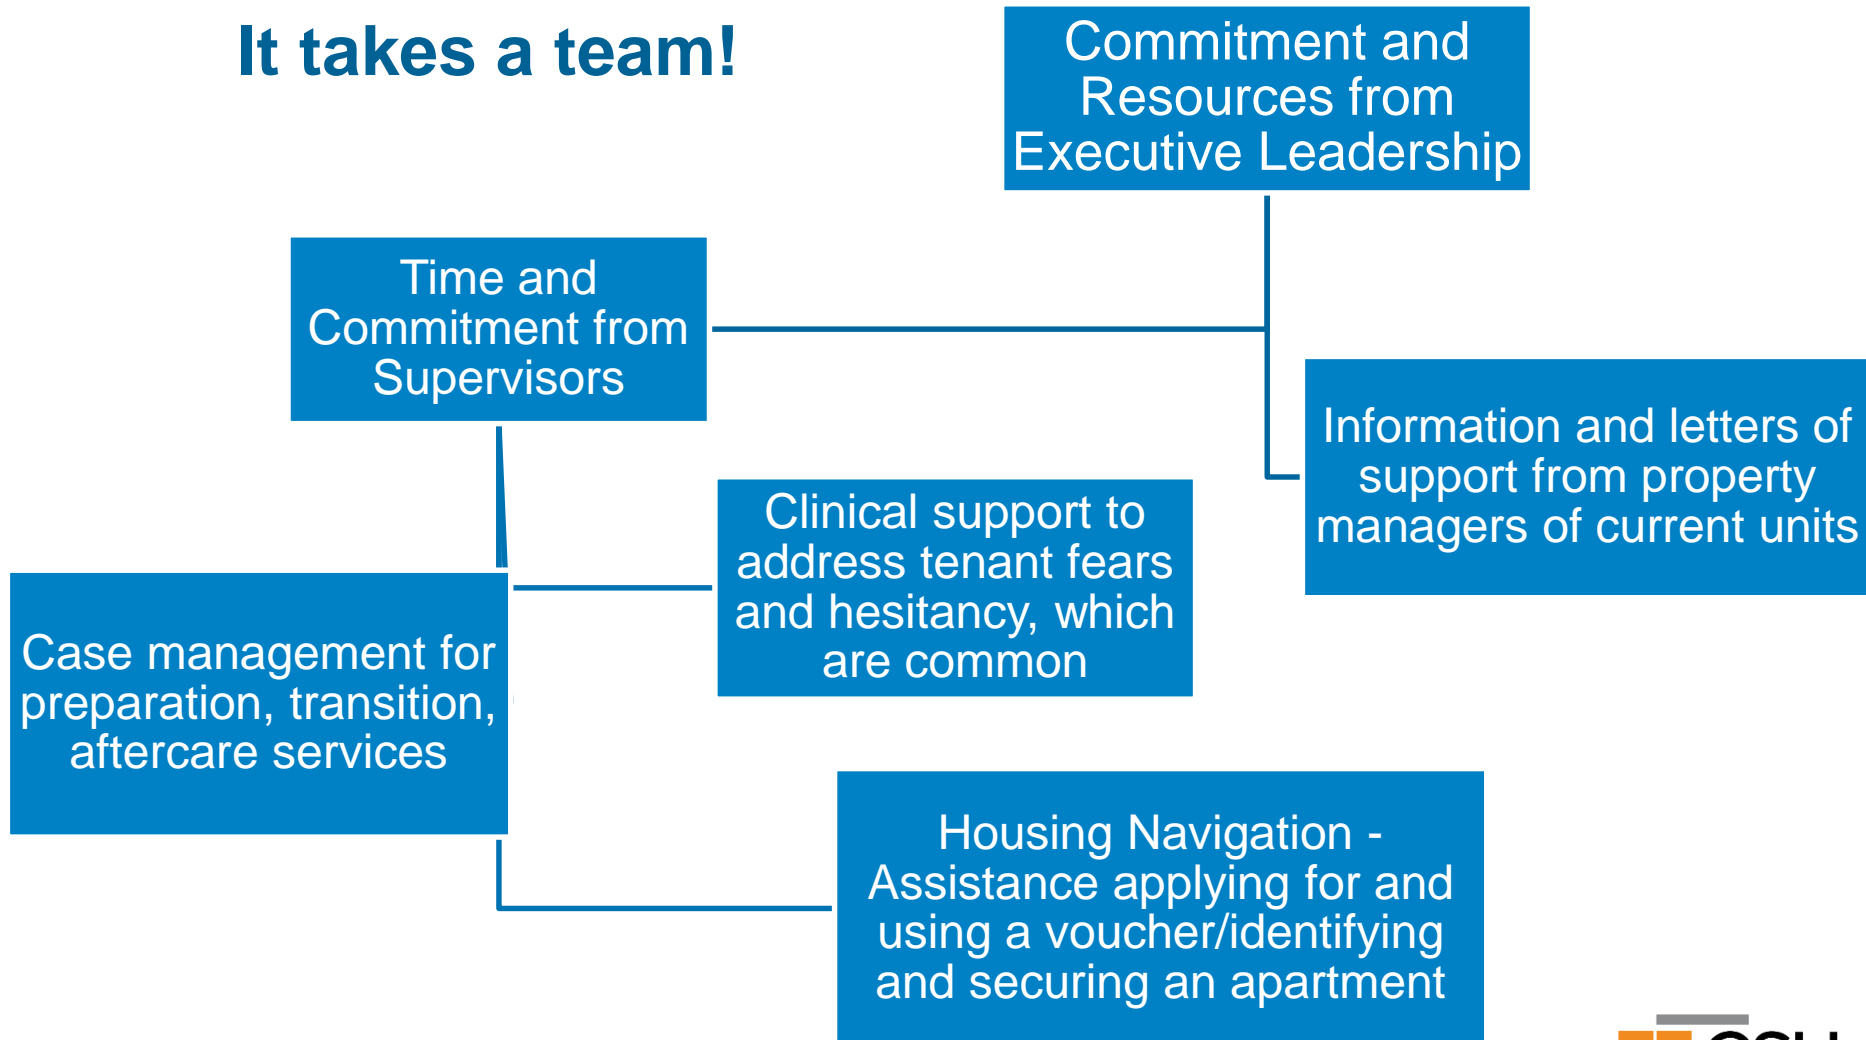 It takes a team!
Commitment and
Resources from
Executive Leadership
Time and
Commitment from
Supervisors
Information and letters of
support from property
managers of current units
Clinical support to
address tenant fears
and hesitancy, which
are common
Case management for
preparation, transition,
aftercare services
Housing Navigation -
Assistance applying for and
using a voucher/identifying
and securing an apartment